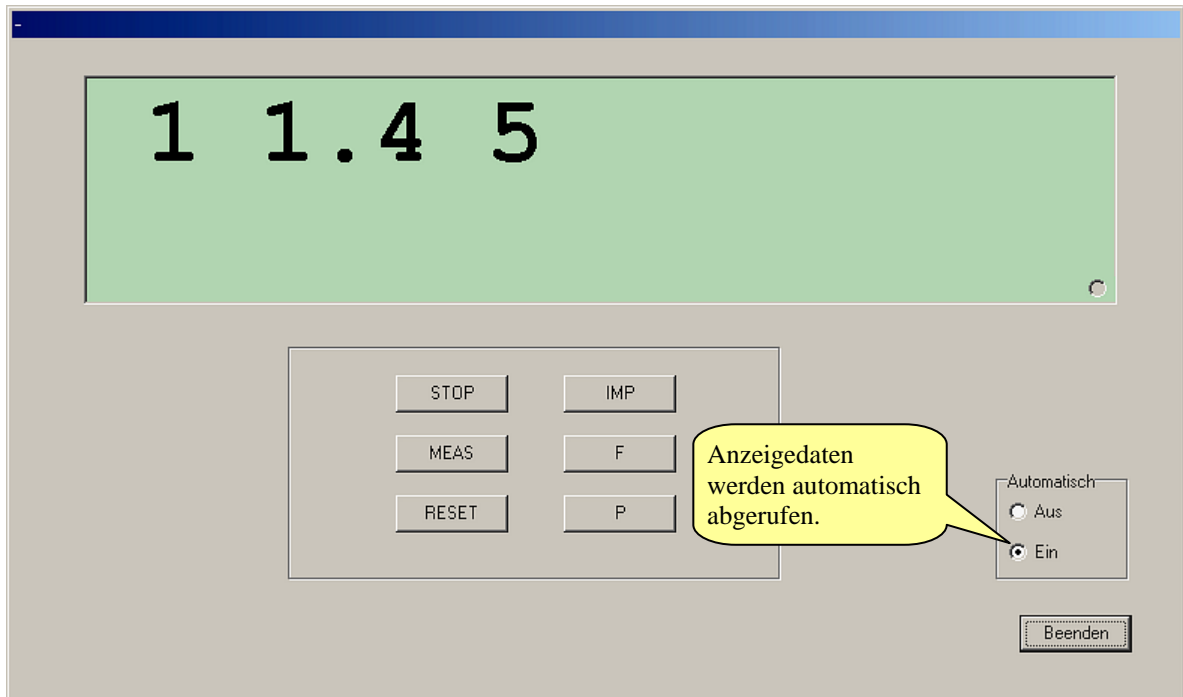 -
1 1.4 5
STOP IMP
MEAS F
RESET P
Anzeigedaten
werden automatisch
abgerufen.
Automatisch
Aus
Ein
Beenden